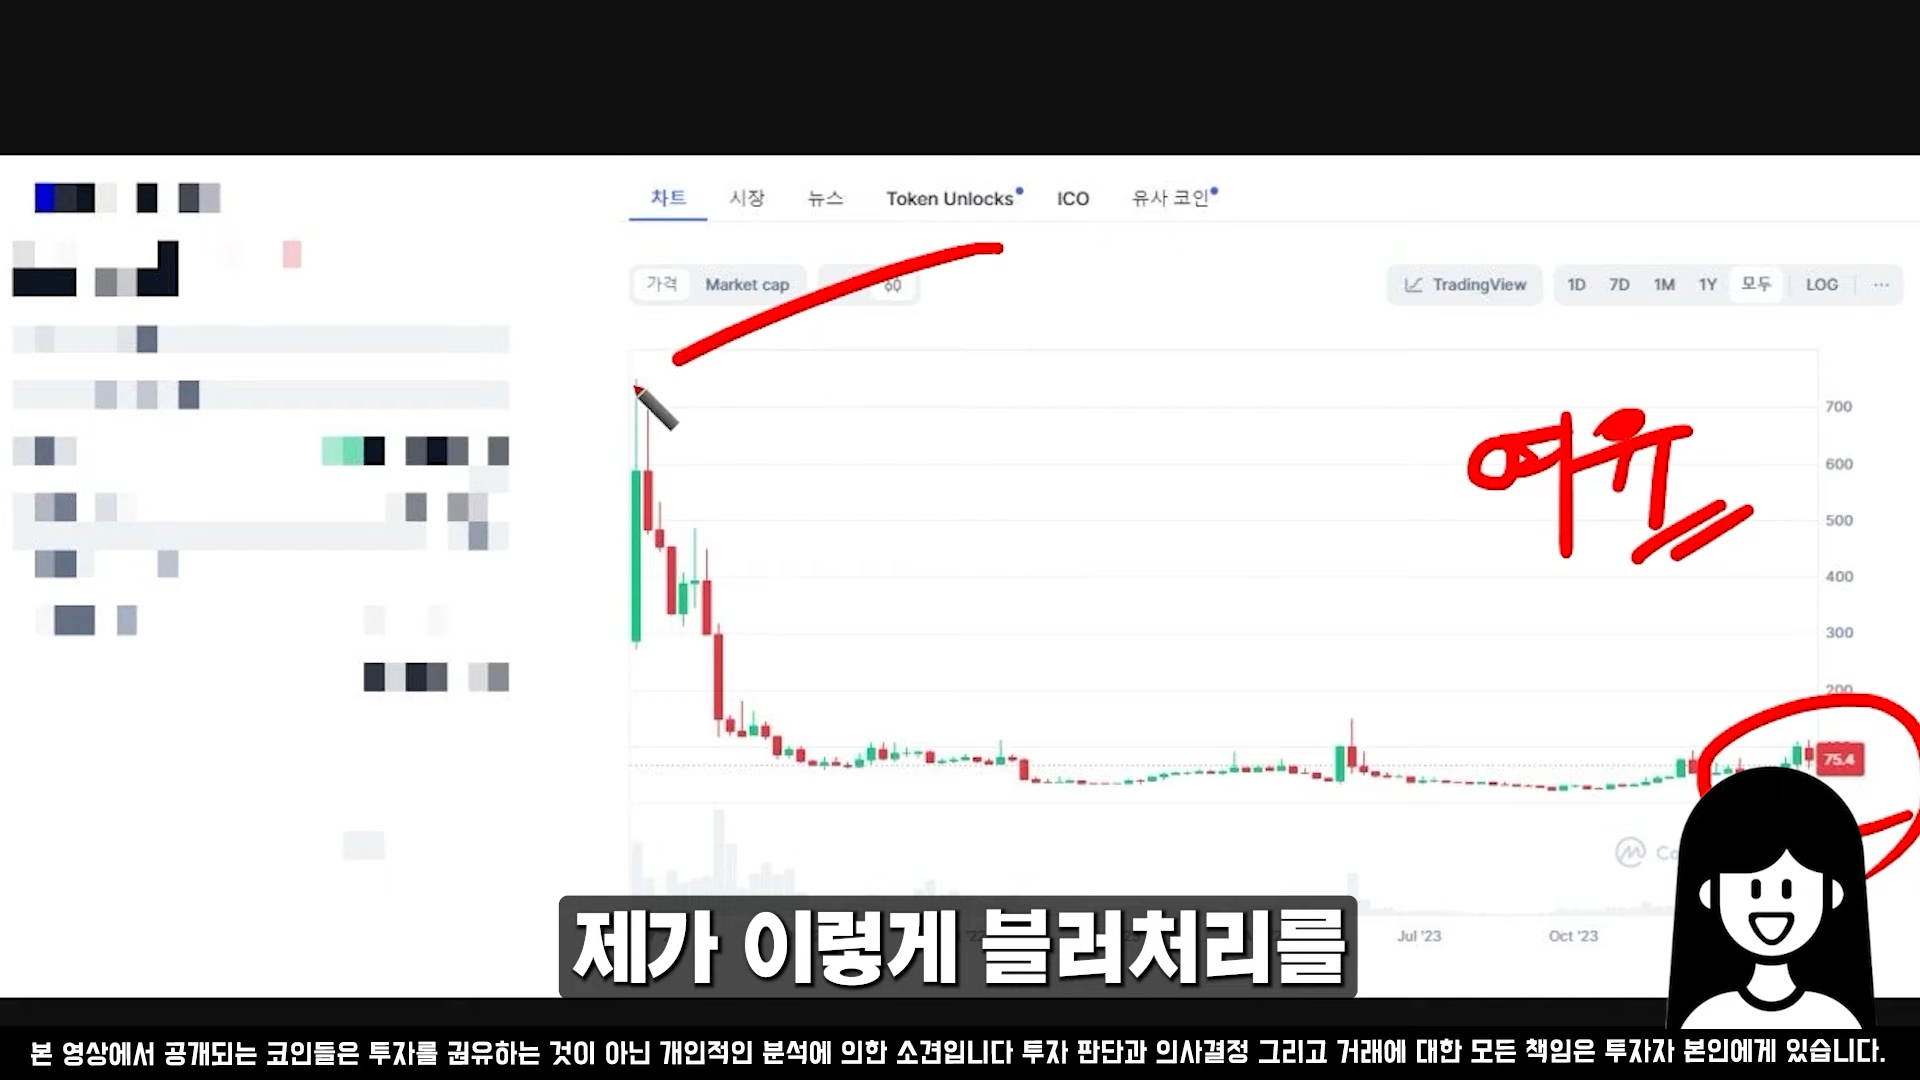 차트 시장 뉴스 Token Unlocks ICO 유사 코인
가격 Market cap TradingView 1D 7D 1M 1Y 모두 LOG ...
700
여유
600
500
400
300
200
75.4
제가 이렇게 블러처리를
Jul '23 Oct '23
본 영상에서 공개되는 코인들은 투자를 권유하는 것이 아닌 개인적인 분석에 의한 소견입니다 투자 판단과 의사결정 그리고 거래에 대한 모든 책임은 투자자 본인에게 있습니다.